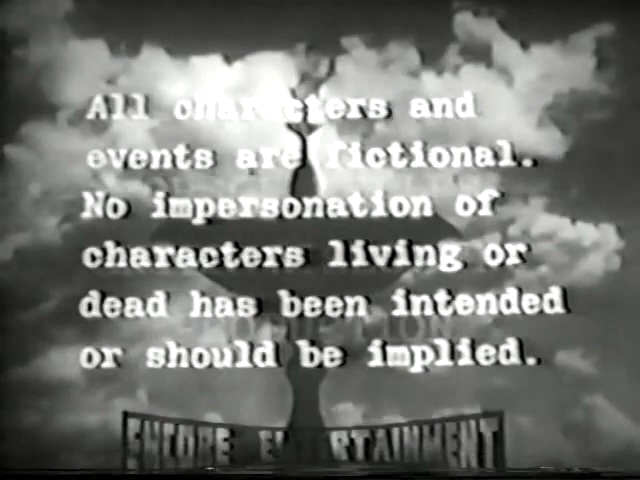 All characters and
events are fictional.
No impersonation of
characters living or
dead has been intended
or should be implied.
ENCORE ENTERTAINMENT